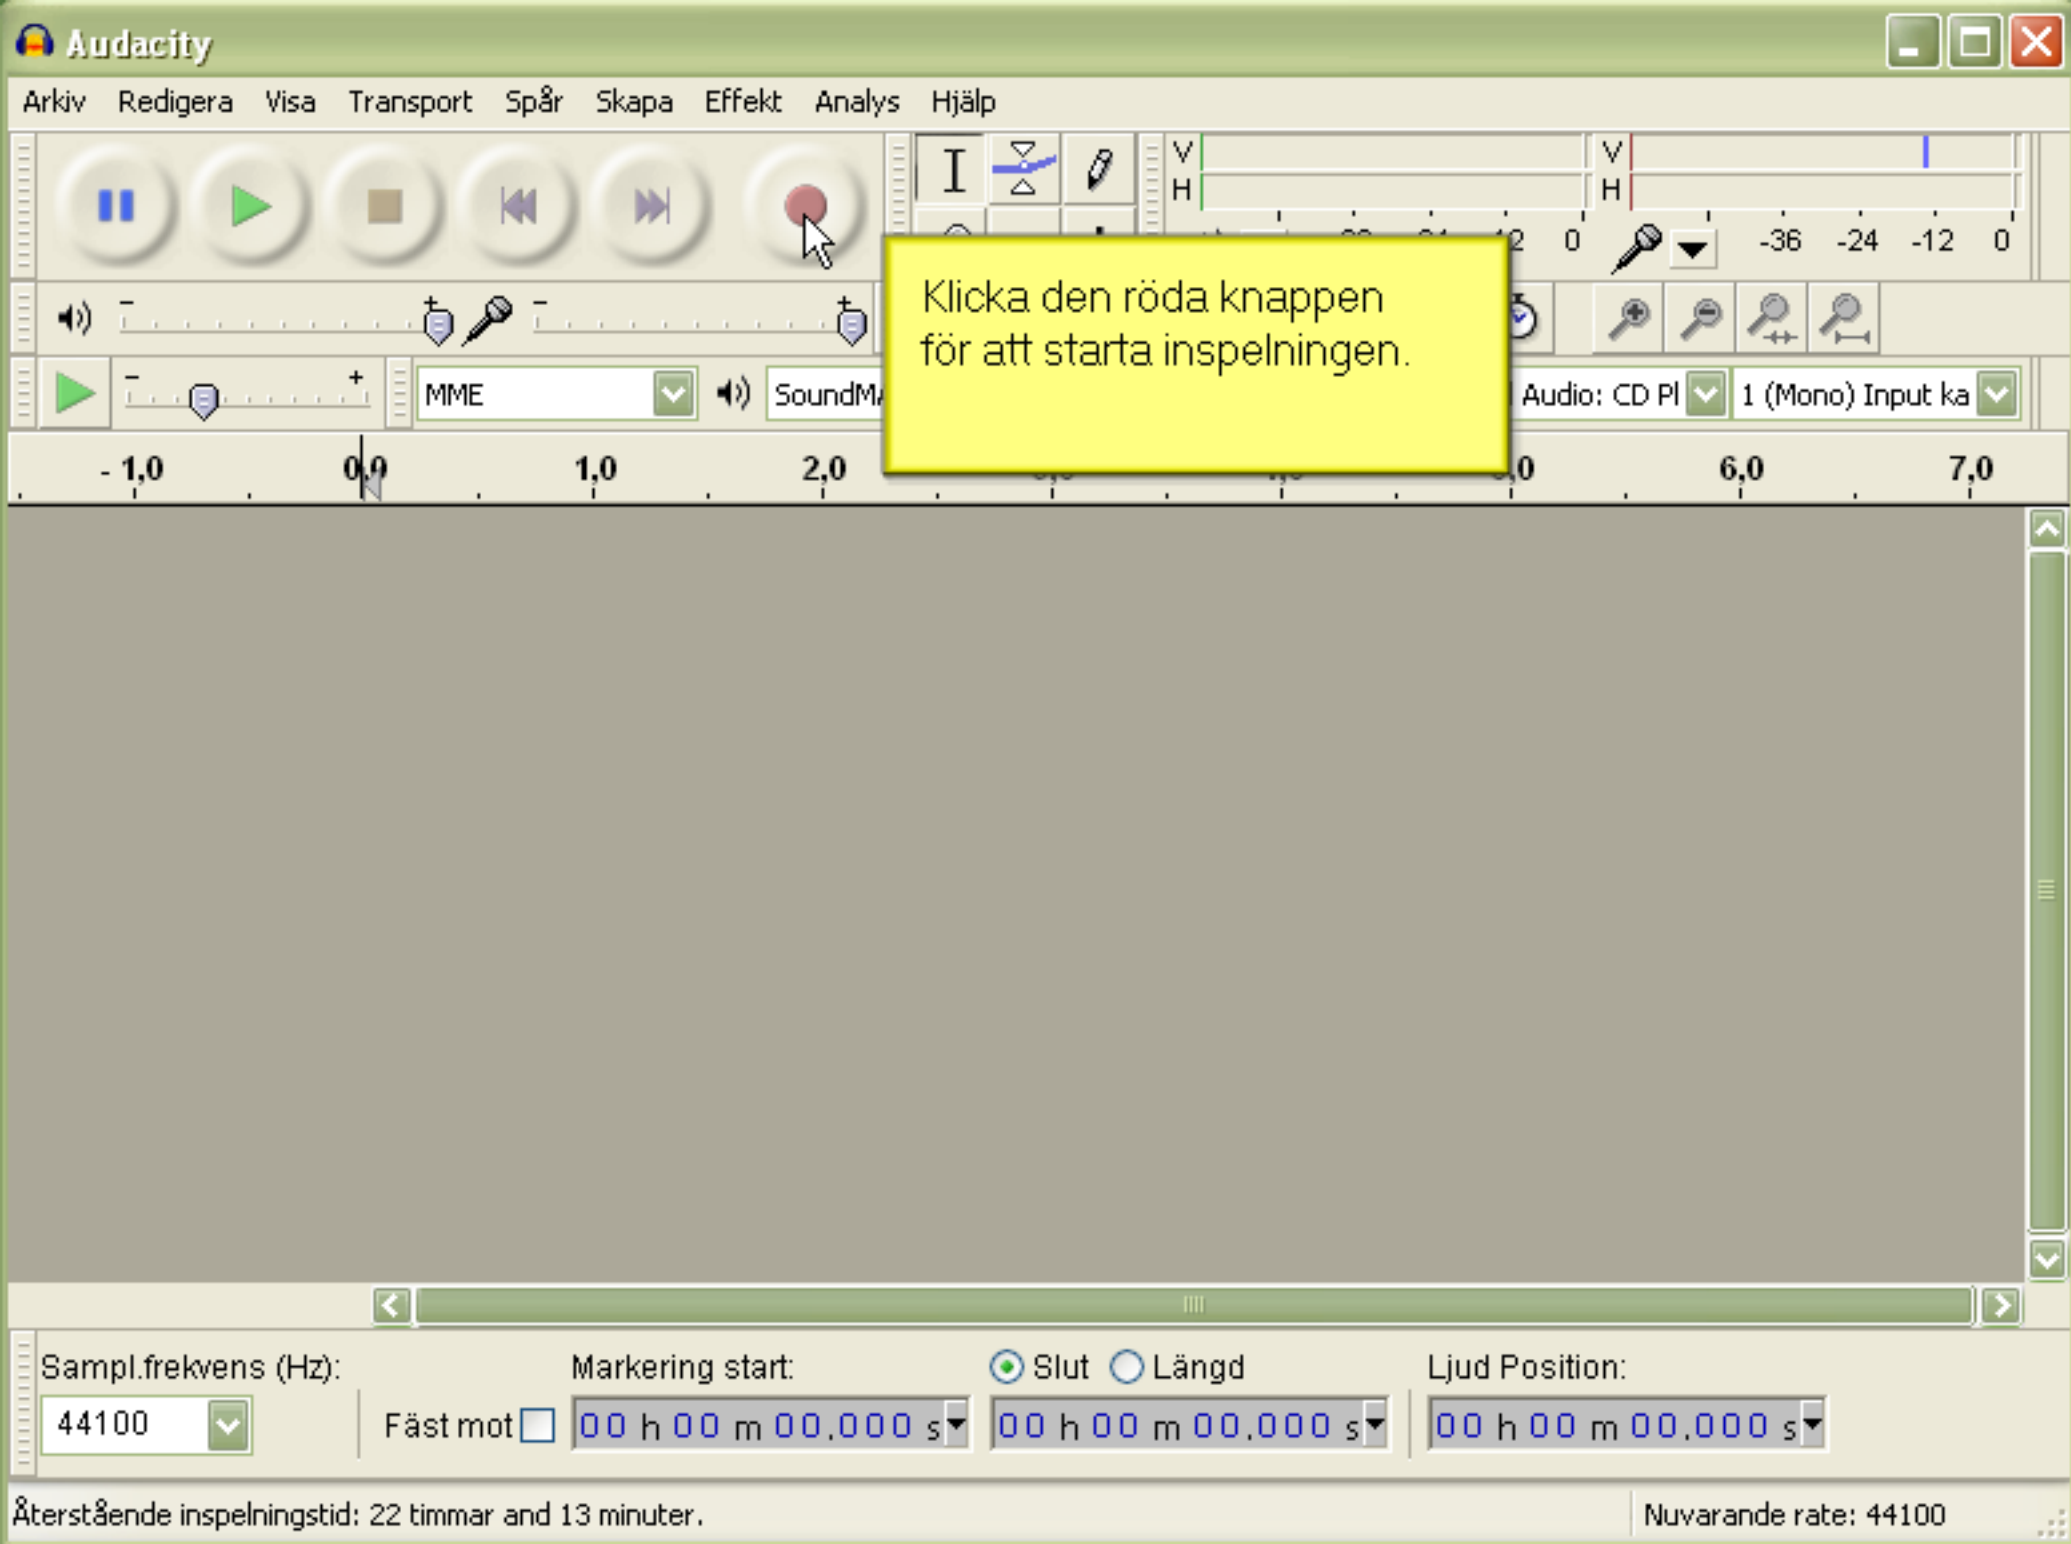 Audacity
Arkiv Redigera Visa Transport Spår Skapa Effekt Analys Hjälp
V V
H H
0 -36 -24 -12 0
Klicka den röda knappen
för att starta inspelningen.
MME Audio: CD Pl 1 (Mono) Input ka
- 1,0 0,0 1,0 2,0 6,0 7,0
Sampl.frekvens (Hz): Markering start: Slut Längd Ljud Position:
44100 Fäst mot 00 h 00 m 00.000 s 00 h 00 m 00.000 s 00 h 00 m 00.000 s
Återstående inspelningstid: 22 timmar and 13 minuter. Nuvarande rate: 44100